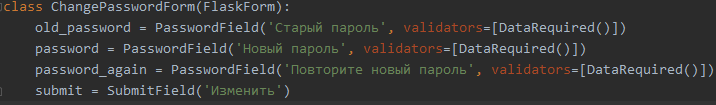 class ChangePasswordForm(FlaskForm):
    old_password = PasswordField('Старый пароль', validators=[DataRequired()])
    password = PasswordField('Новый пароль', validators=[DataRequired()])
    password_again = PasswordField('Повторите новый пароль', validators=[DataRequired()])
    submit = SubmitField('Изменить')